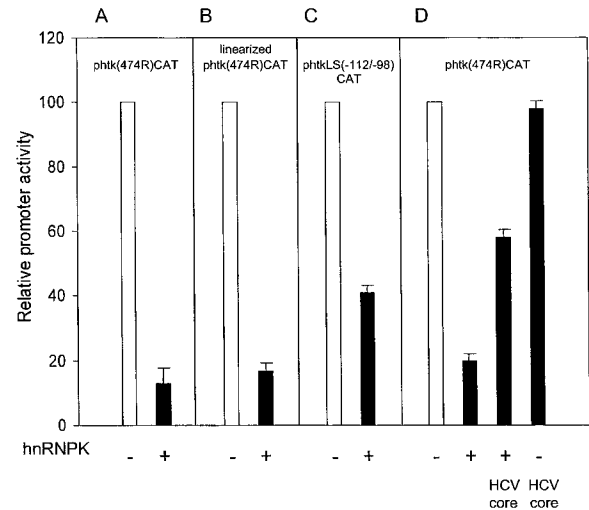 A B C D
120
100
80
60
40
20
0
Relative promoter activity
phtk(474R)CAT
linearized
phtk(474R)CAT
phtkLS(-112/-98)
CAT
phtk(474R)CAT
hnRNPK - + - + - + - + + -
HCV HCV
core core